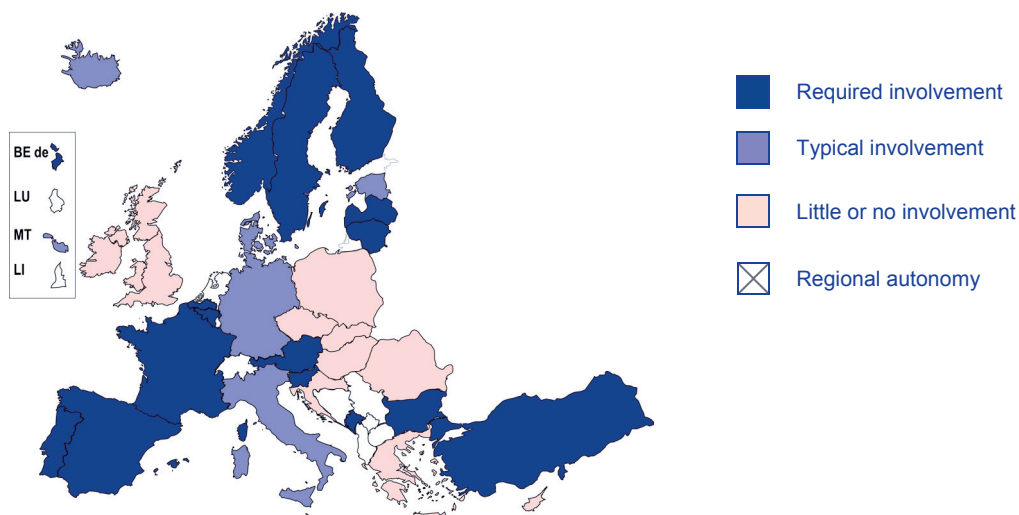 BE de
LU
MT
LI
Required involvement
Typical involvement
Little or no involvement
Regional autonomy